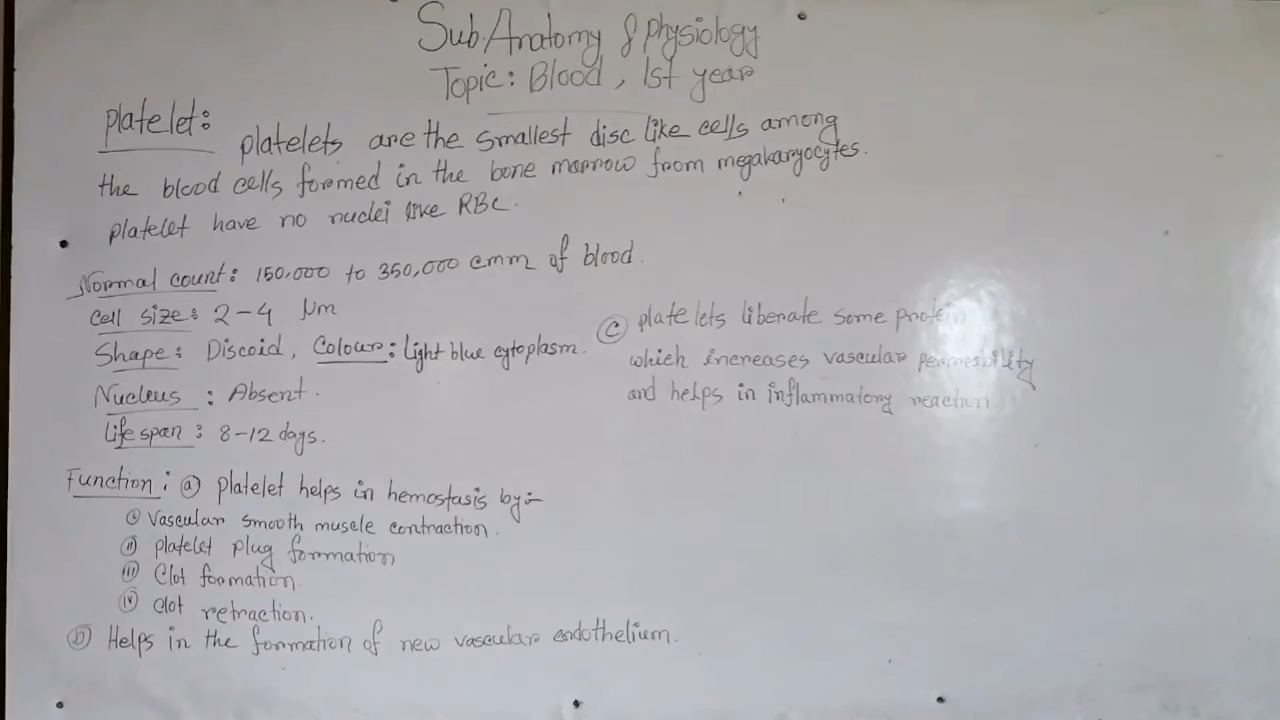 Sub: Anatomy & Physiology
Topic: Blood, 1st year
Platelet:
platelets are the smallest disc like cells among
the blood cells formed in the bone marrow from megakaryocytes.
platelet have no nuclei like RBC.
Normal count: 150,000 to 350,000 cmm of blood.
Cell size: 2-4 μm
Shape: Discoid, Colour: Light blue cytoplasm.
Nucleus : Absent.
Life span : 8-12 days.
Function: (a) platelet helps in hemostasis by:-
(i) Vascular smooth muscle contraction.
(ii) platelet plug formation
(iii) Clot formation
(iv) clot retraction.
(b) Helps in the formation of new vascular endothelium.
(c) platelets liberate some protein
which increases vascular permeability
and helps in inflammatory reaction